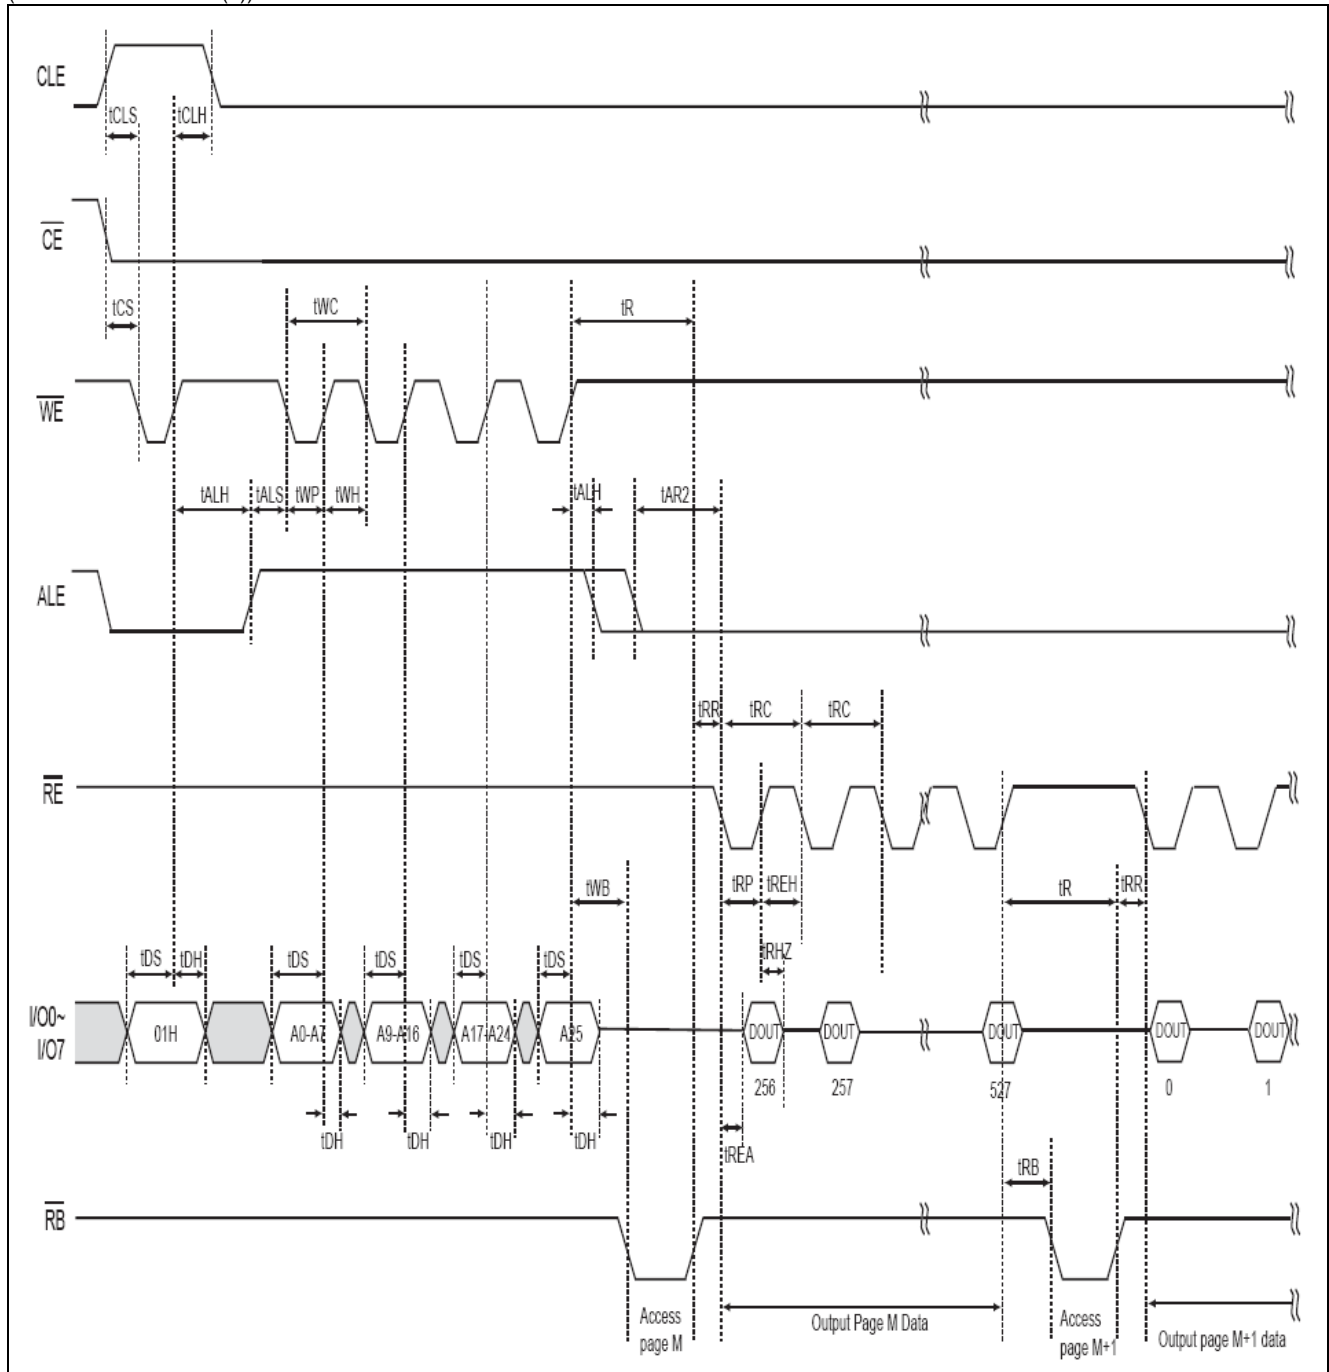 CLE
tCLS
tCLH
CE
tCS
tWC
tR
WE
tALH
tALS
tWP
tWH
tALH
tAR2
ALE
tRR
tRC
tRC
RE
tWB
tRP
tREH
tR
tRR
tRHZ
tDS
tDH
tDS
tDS
tDS
tDS
I/O0~
I/O7
01H
A0-A7
A9-A16
A17-A24
A25
DOUT
DOUT
DOUT
DOUT
DOUT
256
257
527
0
1
tDH
tDH
tDH
tDH
tREA
tRB
RB
Access
page M
Output Page M Data
Access
page M+1
Output page M+1 data